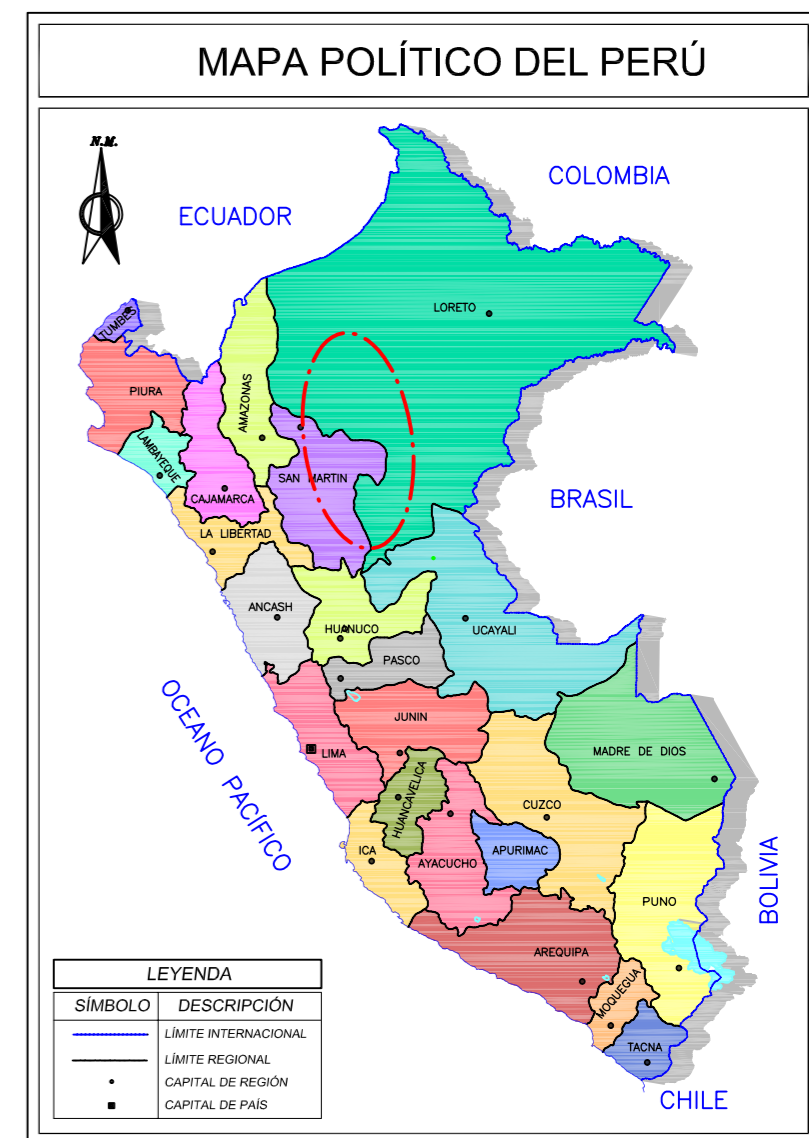 MAPA POLÍTICO DEL PERÚ
N.M.
COLOMBIA
ECUADOR
LORETO
TUMBES
PIURA
AMAZONAS
LAMBAYEQUE
SAN MARTIN
CAJAMARCA
BRASIL
LA LIBERTAD
ANCASH
HUANUCO
UCAYALI
PASCO
OCEANO PACÍFICO
JUNIN
LIMA
MADRE DE DIOS
HUANCAVELICA
CUZCO
ICA
AYACUCHO
APURIMAC
BOLIVIA
PUNO
AREQUIPA
MOQUEGUA
TACNA
CHILE
LEYENDA
SÍMBOLO DESCRIPCIÓN
LÍMITE INTERNACIONAL
LÍMITE REGIONAL
CAPITAL DE REGIÓN
CAPITAL DE PAÍS